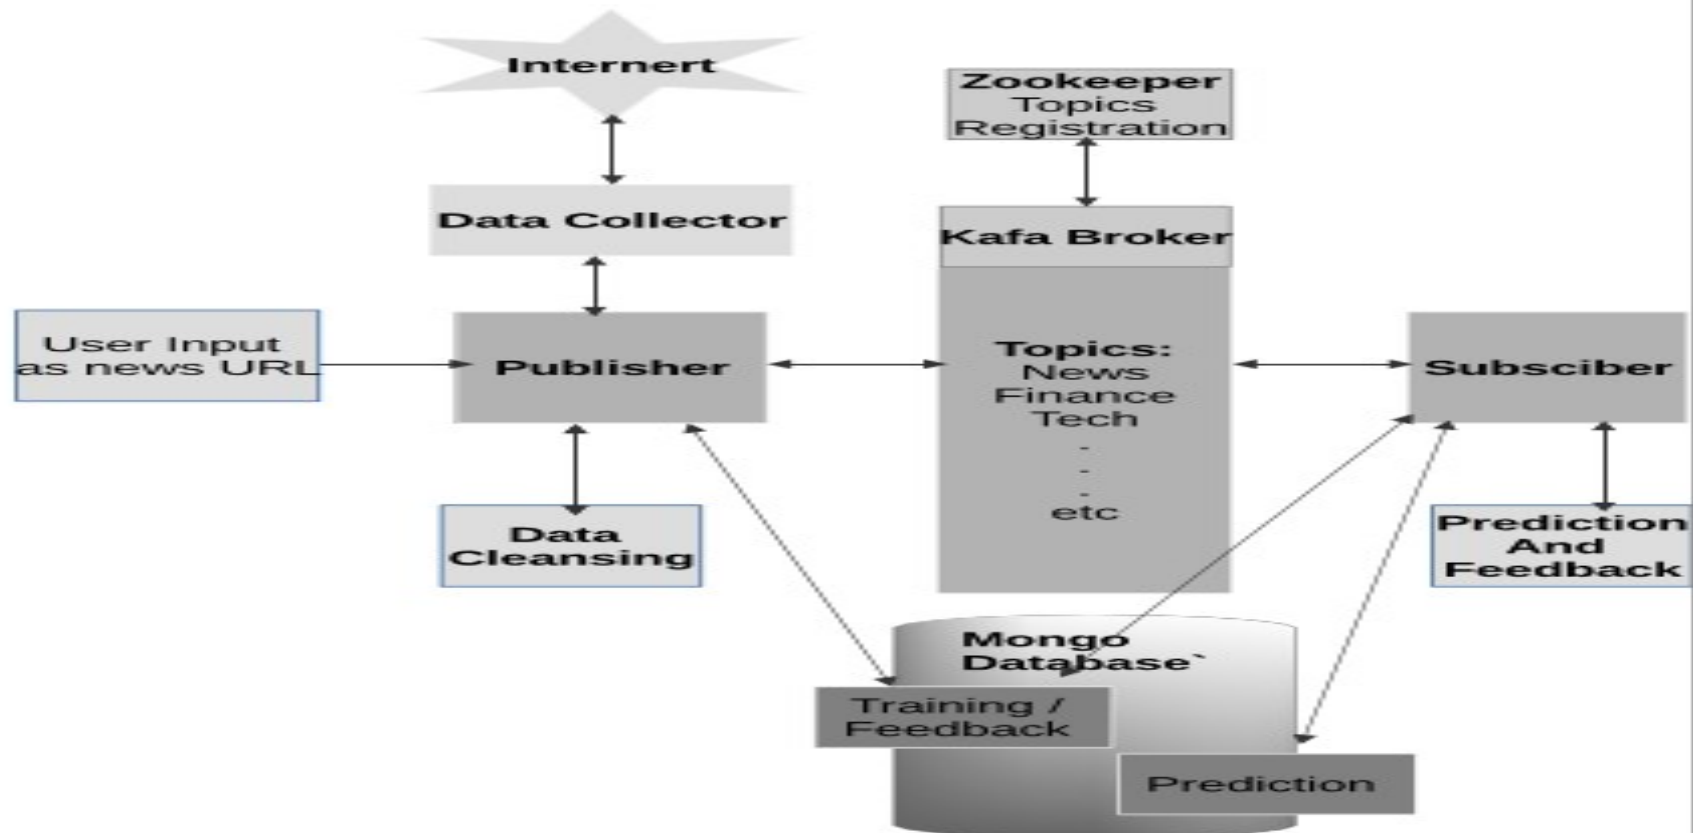 Internert
Zookeeper
Topics
Registration
Data Collector
Kafa Broker
User Input
as news URL
Publisher
Topics:
News
Finance
Tech
.
.
.
etc
Subsciber
Data
Cleansing
Prediction
And
Feedback
Mongo
Database`
Training /
Feedback
Prediction